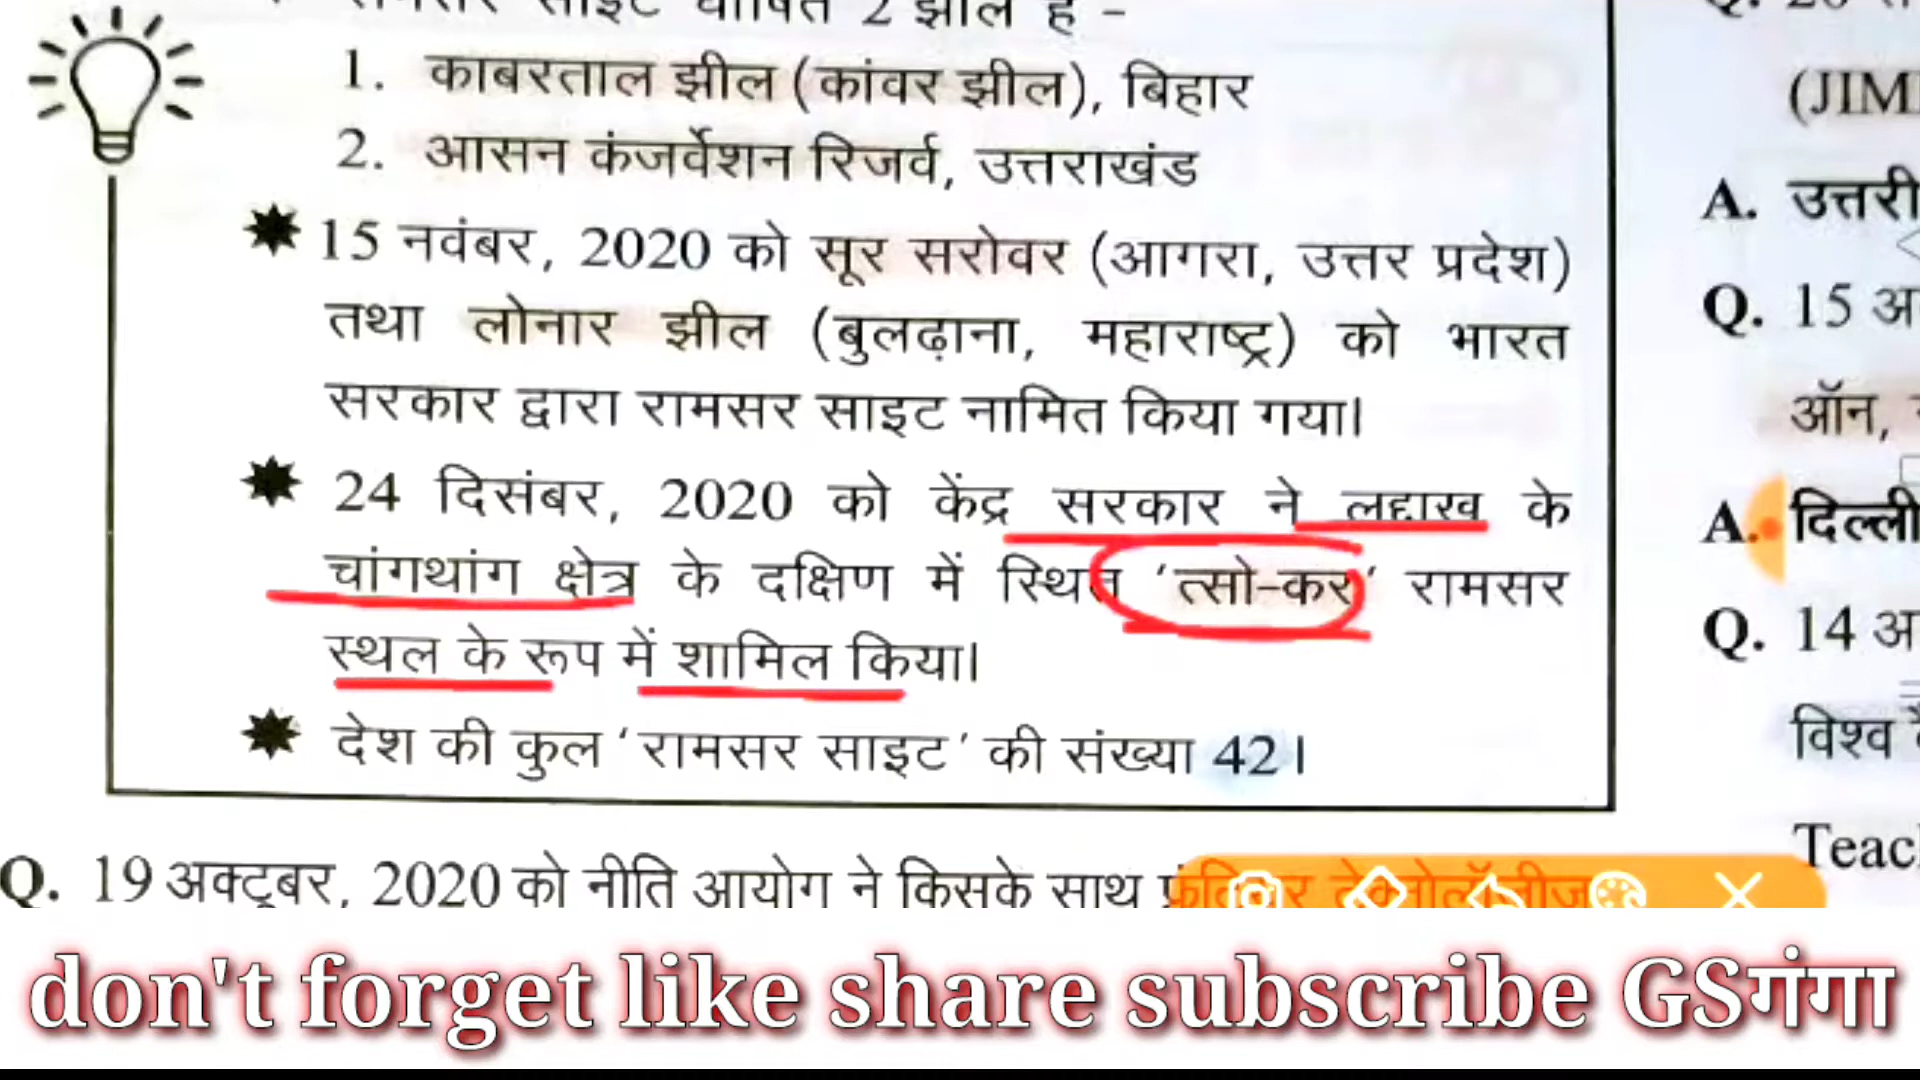 साइट घोषित 2 झील हैं -
1. काबरताल झील (कांवर झील), बिहार
2. आसन कंजर्वेशन रिजर्व, उत्तराखंड
15 नवंबर, 2020 को सूर सरोवर (आगरा, उत्तर प्रदेश)
तथा लोनार झील (बुलढ़ाना, महाराष्ट्र) को भारत
सरकार द्वारा रामसर साइट नामित किया गया।
24 दिसंबर, 2020 को केंद्र सरकार ने लद्दाख के
चांगथांग क्षेत्र के दक्षिण में स्थित 'त्सो-कर' रामसर
स्थल के रूप में शामिल किया।
देश की कुल 'रामसर साइट' की संख्या 42।
Q. 19 अक्टूबर, 2020 को नीति आयोग ने किसके साथ
(JIM
A. उत्तरी
Q. 15 अ
ऑन,
A. दिल्ली
Q. 14 अ
विश्व
Teac
don't forget like share subscribe GSगंगा